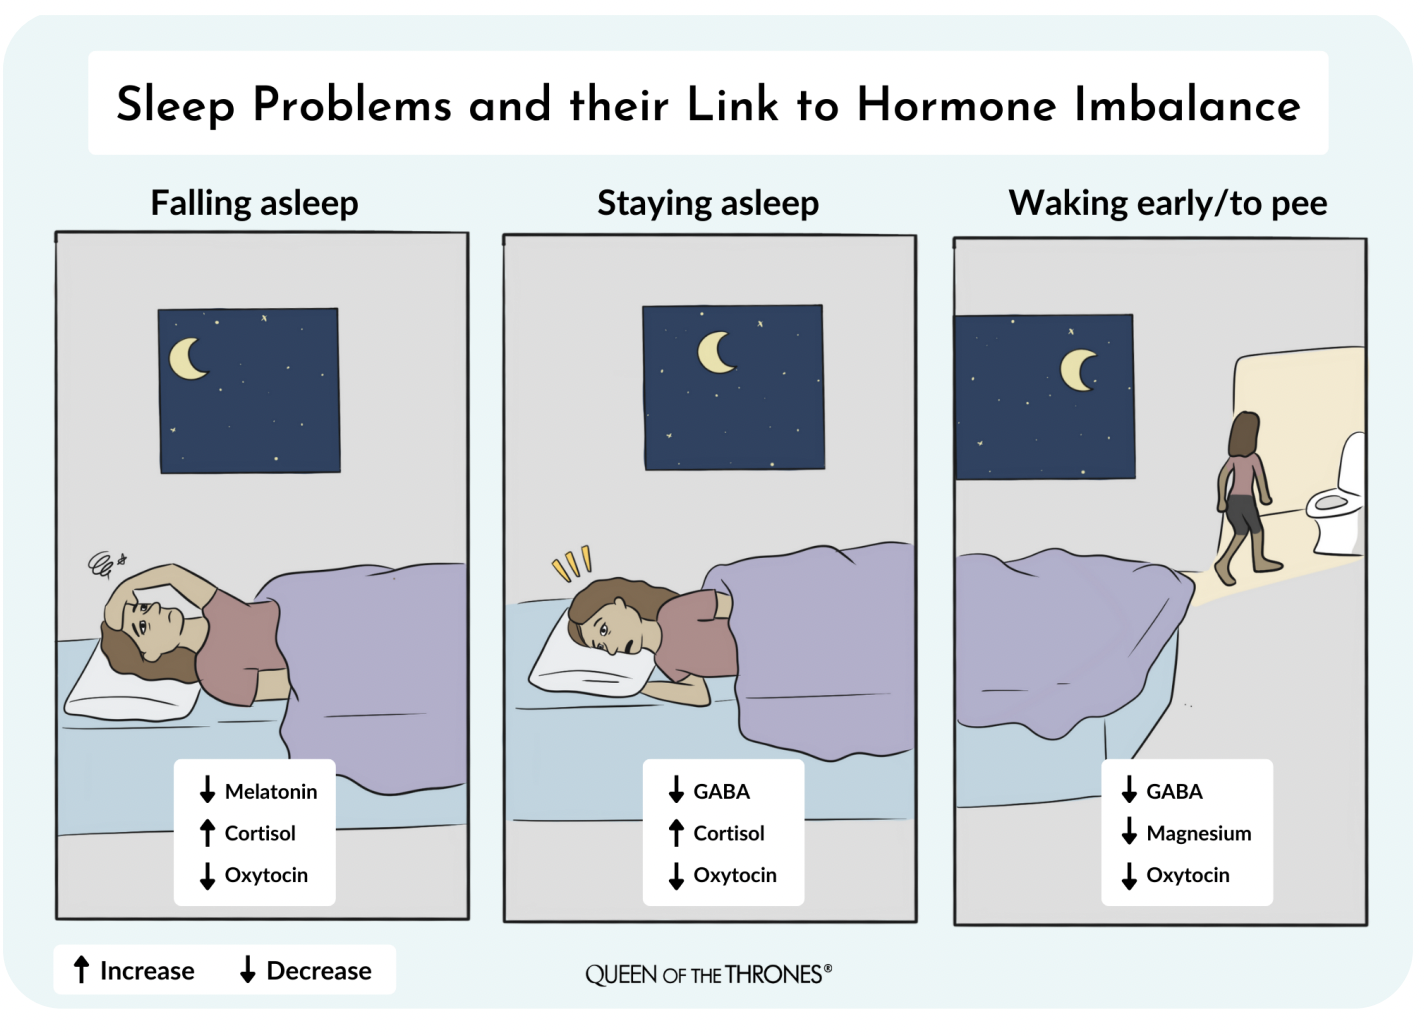 Sleep Problems and their Link to Hormone Imbalance
Falling asleep
Staying asleep
Waking early/to pee
↓ Melatonin
↑ Cortisol
↓ Oxytocin
↓ GABA
↑ Cortisol
↓ Oxytocin
↓ GABA
↓ Magnesium
↓ Oxytocin
↑ Increase ↓ Decrease
QUEEN OF THE THRONES®